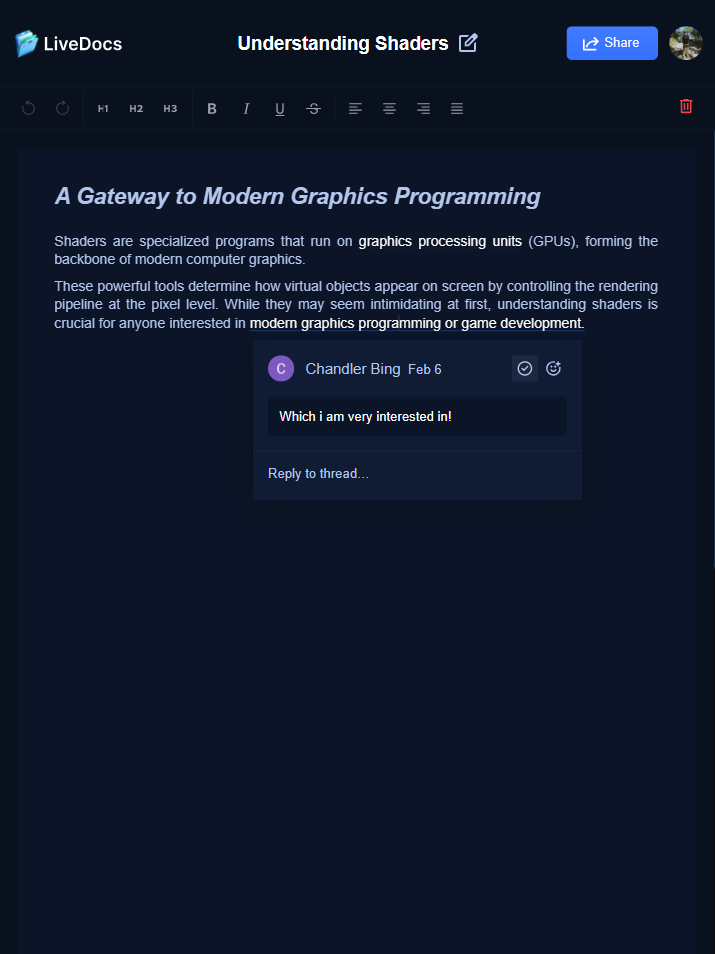 LiveDocs
Understanding Shaders
Share
H1 H2 H3 B I U S
A Gateway to Modern Graphics Programming
Shaders are specialized programs that run on graphics processing units (GPUs), forming the
backbone of modern computer graphics.
These powerful tools determine how virtual objects appear on screen by controlling the rendering
pipeline at the pixel level. While they may seem intimidating at first, understanding shaders is
crucial for anyone interested in modern graphics programming or game development.
C Chandler Bing Feb 6
Which i am very interested in!
Reply to thread…